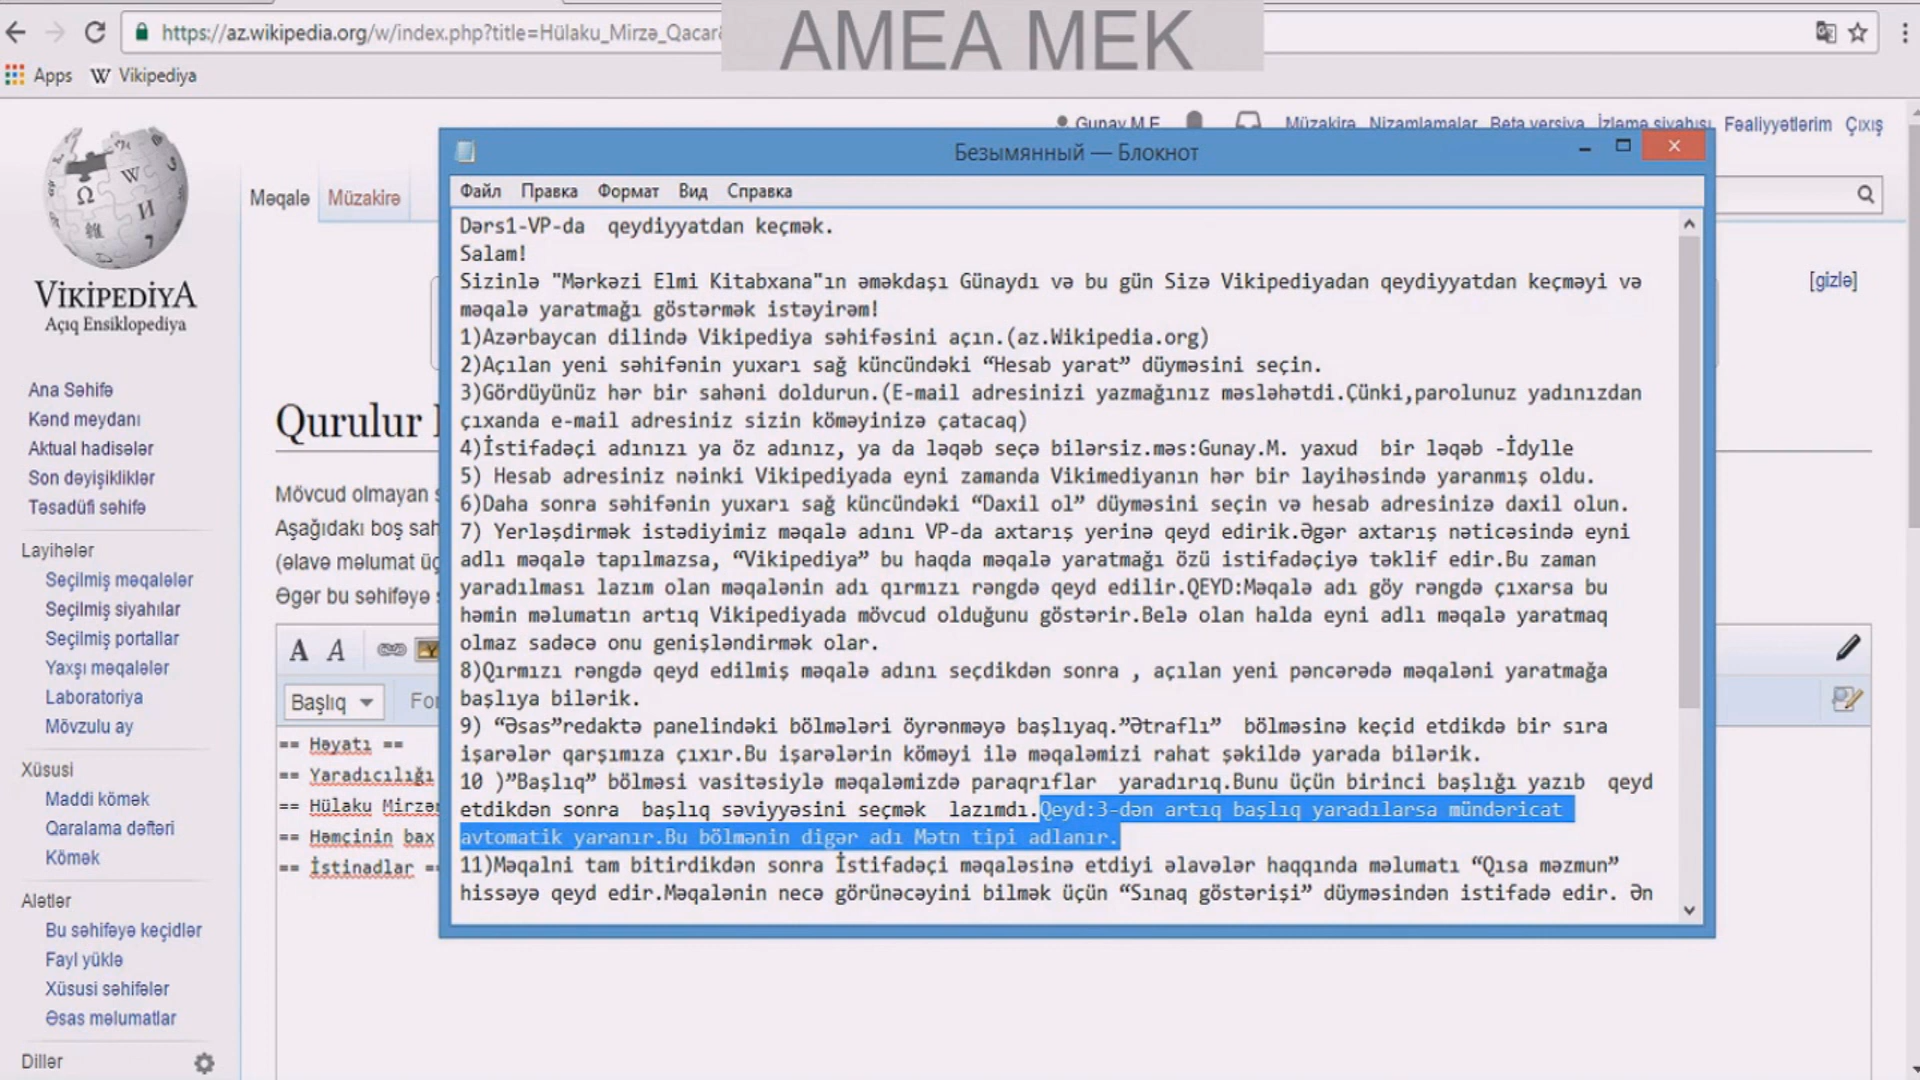 AMEA MEK
https://az.wikipedia.org/w/index.php?title=Hülaku_Mirzə_Qacar&
Apps Vikipediya
Gunay.M.F Müzakirə Nizamlamalar Beta versiya İzləmə siyahısı Fəaliyyətlərim Çıxış
VİKİPEDİYA
Açıq Ensiklopediya
Məqalə Müzakirə
[gizlə]
Ana Səhifə
Kənd meydanı
Aktual hadisələr
Son dəyişikliklər
Təsadüfi səhifə
Layihələr
Seçilmiş məqalələr
Seçilmiş siyahılar
Seçilmiş portallar
Yaxşı məqalələr
Laboratoriya
Mövzulu ay
Xüsusi
Maddi kömək
Qaralama dəftəri
Kömək
Alətlər
Bu səhifəyə keçidlər
Fayl yüklə
Xüsusi səhifələr
Əsas məlumatlar
Dillər
Qurulur
Mövcud olmayan
Aşağıdakı boş
(əlavə məlumat
Əgər bu səhifəyə
A A
Başlıq
== Həyatı ==
== Yaradıcılığı
== Hülaku
== Həmçinin bax
== İstinadlar
Безымянный — Блокнот
Файл Правка Формат Вид Справка
Dərs1-VP-da qeydiyyatdan keçmək.
Salam!
Sizinlə "Mərkəzi Elmi Kitabxana"ın əməkdaşı Günaydı və bu gün Sizə Vikipediyadan qeydiyyatdan keçməyi və
məqalə yaratmağı göstərmək istəyirəm!
1)Azərbaycan dilində Vikipediya səhifəsini açın.(az.Wikipedia.org)
2)Açılan yeni səhifənin yuxarı sağ küncündəki “Hesab yarat” düyməsini seçin.
3)Gördüyünüz hər bir sahəni doldurun.(E-mail adresinizi yazmağınız məsləhətdi.Çünki,parolunuz yadınızdan
çıxanda e-mail adresiniz sizin köməyinizə çatacaq)
4)İstifadəçi adınızı ya öz adınız, ya da ləqəb seçə bilərsiz.məs:Gunay.M. yaxud bir ləqəb -İdylle
5) Hesab adresiniz nəinki Vikipediyada eyni zamanda Vikimediyanın hər bir layihəsində yaranmış oldu.
6)Daha sonra səhifənin yuxarı sağ küncündəki “Daxil ol” düyməsini seçin və hesab adresinizə daxil olun.
7) Yerləşdirmək istədiyimiz məqalə adını VP-da axtarış yerinə qeyd edirik.Əgər axtarış nəticəsində eyni
adlı məqalə tapılmazsa, “Vikipediya” bu haqda məqalə yaratmağı özü istifadəçiyə təklif edir.Bu zaman
yaradılması lazım olan məqalənin adı qırmızı rəngdə qeyd edilir.QEYD:Məqalə adı göy rəngdə çıxarsa bu
həmin məlumatın artıq Vikipediyada mövcud olduğunu göstərir.Belə olan halda eyni adlı məqalə yaratmaq
olmaz sadəcə onu genişləndirmək olar.
8)Qırmızı rəngdə qeyd edilmiş məqalə adını seçdikdən sonra , açılan yeni pəncərədə məqaləni yaratmağa
başlıya bilərik.
9) “Əsas”redaktə panelindəki bölmələri öyrənməyə başlıyaq.”Ətraflı” bölməsinə keçid etdikdə bir sıra
işarələr qarşımıza çıxır.Bu işarələrin köməyi ilə məqaləmizi rahat şəkildə yarada bilərik.
10 )”Başlıq” bölməsi vasitəsiylə məqaləmizdə paraqrıflar yaradırıq.Bunu üçün birinci başlığı yazıb qeyd
etdikdən sonra başlıq səviyyəsini seçmək lazımdı.Qeyd:3-dən artıq başlıq yaradılarsa mündəricat
avtomatik yaranır.Bu bölmənin digər adı Mətn tipi adlanır.
11)Məqalni tam bitirdikdən sonra İstifadəçi məqaləsinə etdiyi əlavələr haqqında məlumatı “Qısa məzmun”
hissəyə qeyd edir.Məqalənin necə görünəcəyini bilmək üçün “Sınaq göstərişi” düyməsindən istifadə edir. Ən